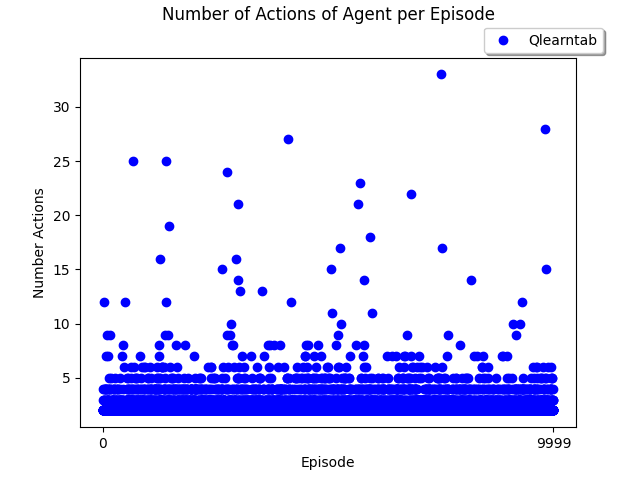 Number of Actions of Agent per Episode
Qlearntab
30
25
20
15
10
5
Number Actions
0 9999
Episode